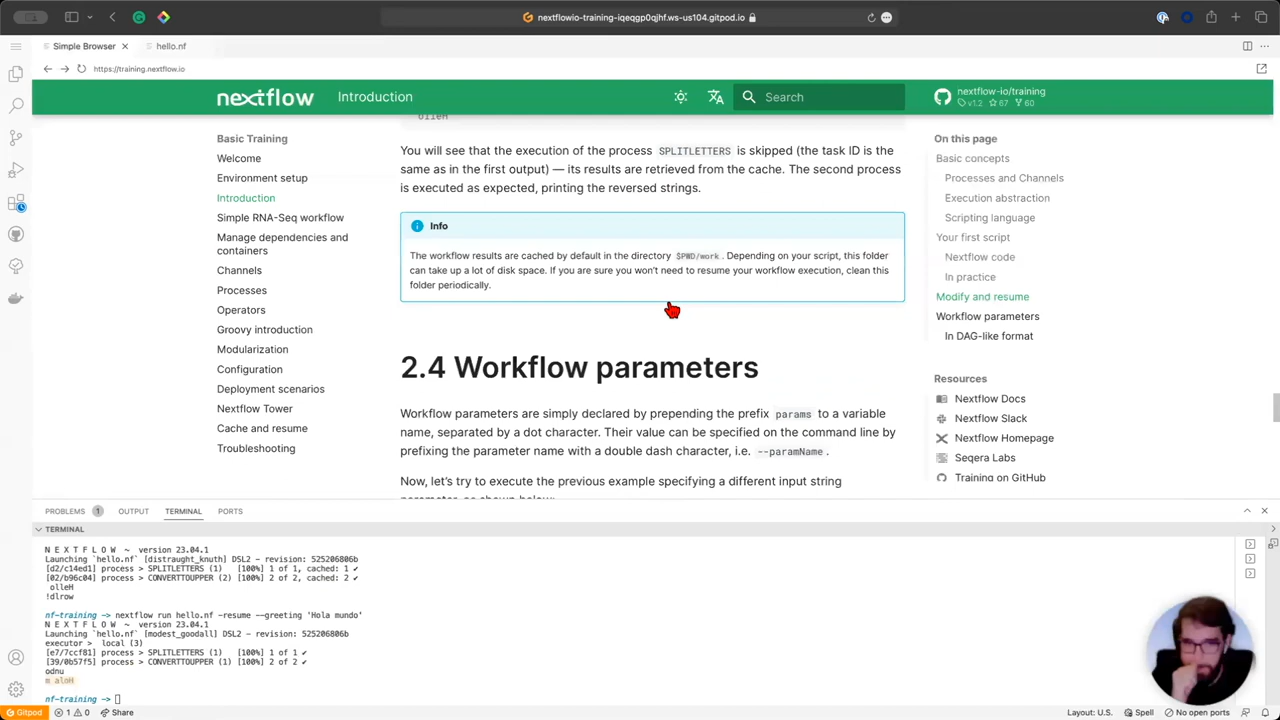 nextflowio-training-iqeqgp0qjhf.ws-us104.gitpod.io
Simple Browser
hello.nf
https://training.nextflow.io
nextflow
Introduction
Search
nextflow-io/training
v1.2 67 60
Basic Training
Welcome
Environment setup
Introduction
Simple RNA-Seq workflow
Manage dependencies and
containers
Channels
Processes
Operators
Groovy introduction
Modularization
Configuration
Deployment scenarios
Nextflow Tower
Cache and resume
Troubleshooting
olleH
You will see that the execution of the process SPLITLETTERS is skipped (the task ID is the
same as in the first output) — its results are retrieved from the cache. The second process
is executed as expected, printing the reversed strings.
Info
The workflow results are cached by default in the directory $PWD/work. Depending on your script, this folder
can take up a lot of disk space. If you are sure you won't need to resume your workflow execution, clean this
folder periodically.
2.4 Workflow parameters
Workflow parameters are simply declared by prepending the prefix params to a variable
name, separated by a dot character. Their value can be specified on the command line by
prefixing the parameter name with a double dash character, i.e. --paramName.
Now, let's try to execute the previous example specifying a different input string
parameter, as shown below:
On this page
Basic concepts
Processes and Channels
Execution abstraction
Scripting language
Your first script
Nextflow code
In practice
Modify and resume
Workflow parameters
In DAG-like format
Resources
Nextflow Docs
Nextflow Slack
Nextflow Homepage
Seqera Labs
Training on GitHub
PROBLEMS 1 OUTPUT TERMINAL PORTS
TERMINAL
N E X T F L O W ~ version 23.04.1
Launching `hello.nf` [distraught_knuth] DSL2 - revision: 525206806b
[d2/c14ed1] process > SPLITLETTERS (1) [100%] 1 of 1, cached: 1 ✔
[02/b96c04] process > CONVERTTOUPPER (2) [100%] 2 of 2, cached: 2 ✔
olleH
!dlrow
nf-training -> nextflow run hello.nf -resume --greeting 'Hola mundo'
N E X T F L O W ~ version 23.04.1
Launching `hello.nf` [modest_goodall] DSL2 - revision: 525206806b
executor > local (3)
[e7/7ccf81] process > SPLITLETTERS (1) [100%] 1 of 1 ✔
[39/0b57f5] process > CONVERTTOUPPER (1) [100%] 2 of 2 ✔
odnu
m aloH
nf-training ->
Gitpod 1 0 Share
Layout: U.S. Spell No open ports